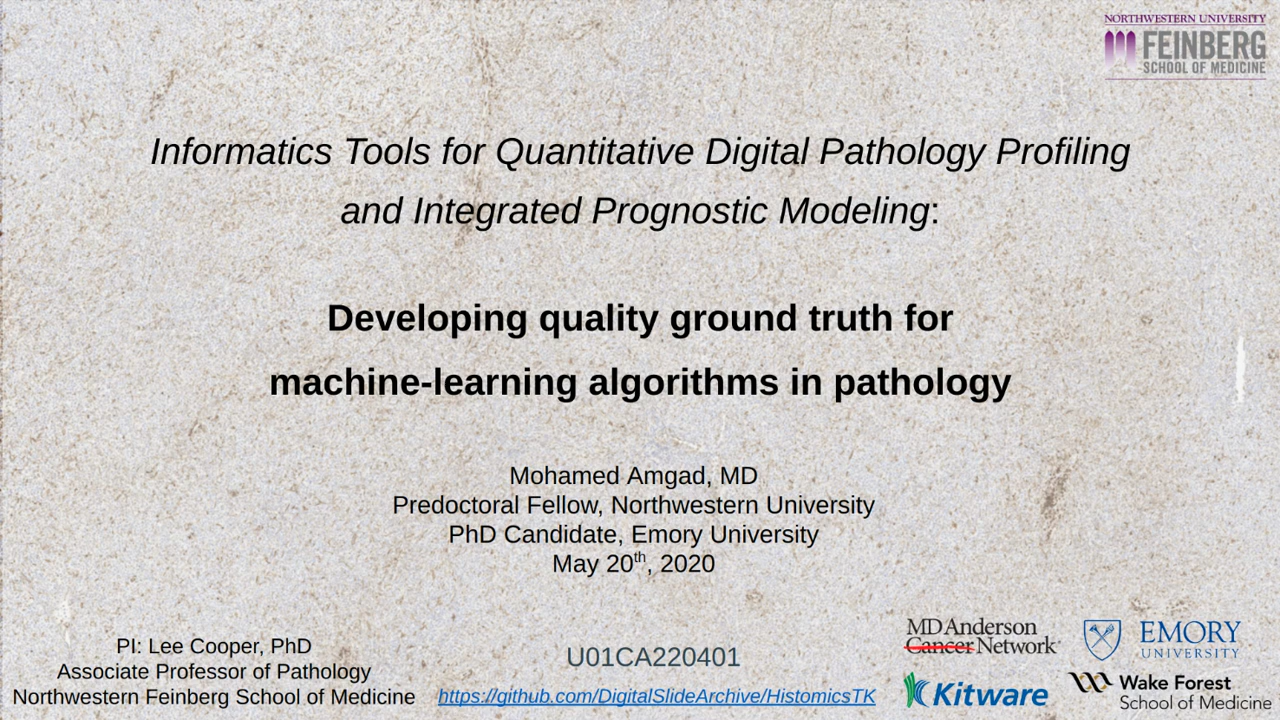 NORTHWESTERN UNIVERSITY
FEINBERG
SCHOOL OF MEDICINE
Informatics Tools for Quantitative Digital Pathology Profiling
and Integrated Prognostic Modeling:
Developing quality ground truth for
machine-learning algorithms in pathology
Mohamed Amgad, MD
Predoctoral Fellow, Northwestern University
PhD Candidate, Emory University
May 20th, 2020
PI: Lee Cooper, PhD
Associate Professor of Pathology
Northwestern Feinberg School of Medicine
U01CA220401
https://github.com/DigitalSlideArchive/HistomicsTK
MD Anderson
Cancer Network®
EMORY
UNIVERSITY
Kitware
Wake Forest
School of Medicine